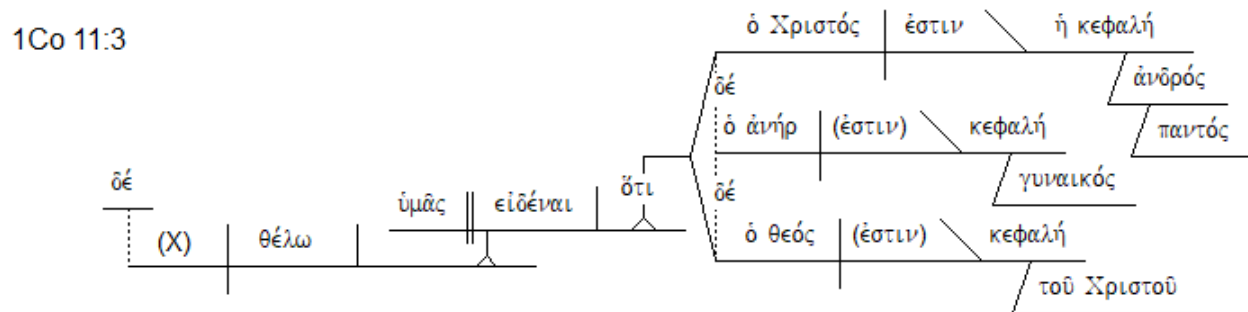 1Co 11:3
ὁ Χριστός ἐστιν ἡ κεφαλή
ἀνδρός
παντός
δέ
ὁ ἀνήρ (ἐστιν) κεφαλή
γυναικός
δέ
ὁ θεός (ἐστιν) κεφαλή
τοῦ Χριστοῦ
δέ
ὑμᾶς εἰδέναι ὅτι
(X) θέλω